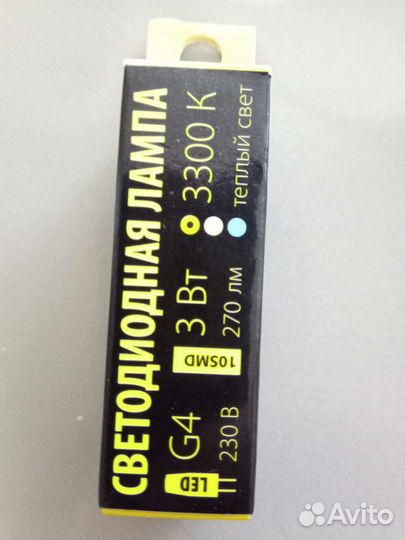 СВЕТОДИОДНАЯ ЛАМПА
G4 3 Вт 3300 К
LED 230 В 10SMD 270 лм теплый свет
Avito